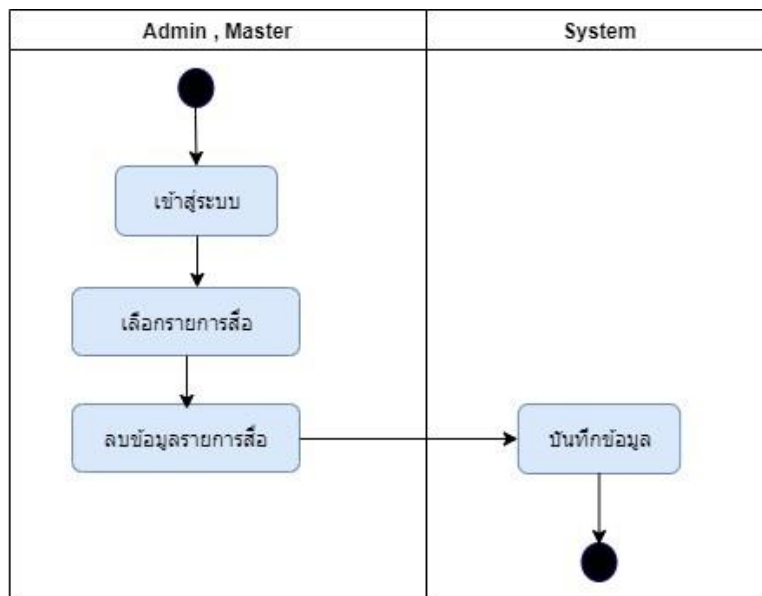 Admin , Master
System
เข้าสู่ระบบ
เลือกรายการสื่อ
ลบข้อมูลรายการสื่อ
บันทึกข้อมูล